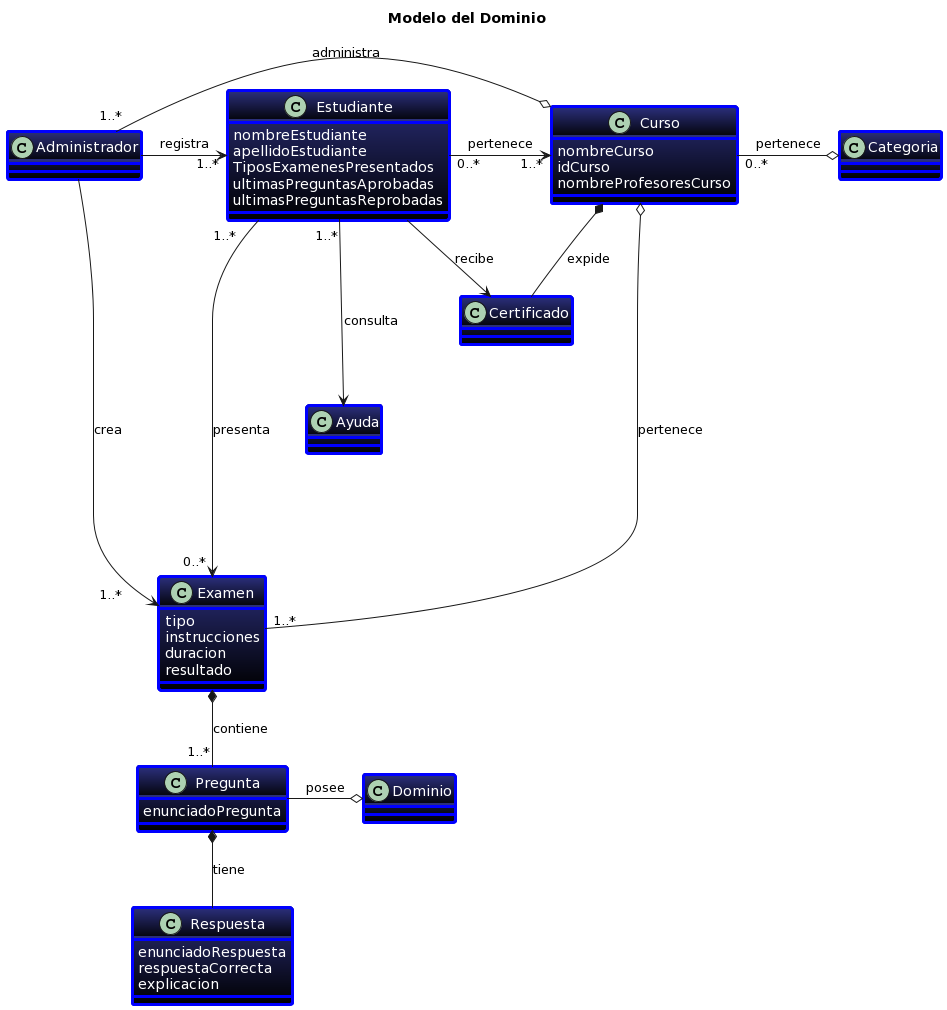 Modelo del Dominio
administra
1..*
C Administrador
registra
1..*
C Estudiante
nombreEstudiante
apellidoEstudiante
TiposExamenesPresentados
ultimasPreguntasAprobadas
ultimasPreguntasReprobadas
pertenece
0..*
1..*
C Curso
nombreCurso
idCurso
nombreProfesoresCurso
pertenece
0..*
C Categoria
1..*
1..*
recibe
expide
C Certificado
consulta
C Ayuda
crea
presenta
pertenece
0..*
1..*
C Examen
tipo
instrucciones
duracion
resultado
1..*
contiene
1..*
C Pregunta
enunciadoPregunta
posee
C Dominio
tiene
C Respuesta
enunciadoRespuesta
respuestaCorrecta
explicacion